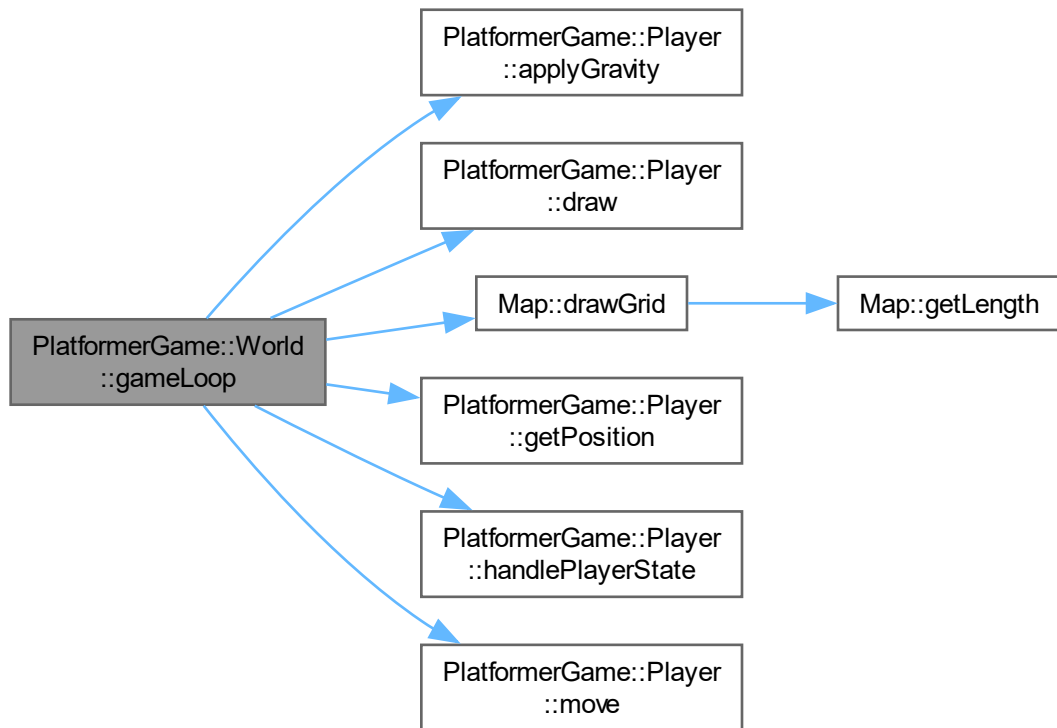 PlatformerGame::Player
::applyGravity
PlatformerGame::Player
::draw
Map::drawGrid
Map::getLength
PlatformerGame::World
::gameLoop
PlatformerGame::Player
::getPosition
PlatformerGame::Player
::handlePlayerState
PlatformerGame::Player
::move